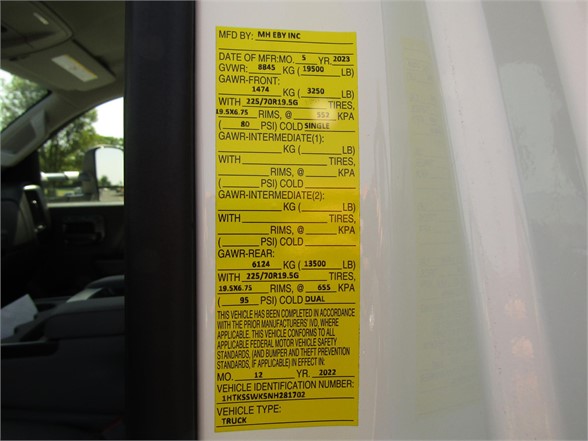 MFD BY: MH EBY INC
DATE OF MFR:MO. 5 YR 2023
GVWR: 8845 KG ( 19500 LB)
GAWR-FRONT:
1474 KG ( 3250 LB)
WITH 225/70R19.5G TIRES,
19.5X6.75 RIMS, @ 552 KPA
( 80 PSI) COLD SINGLE
GAWR-INTERMEDIATE(1):
KG ( LB)
WITH TIRES,
RIMS, @ KPA
( PSI) COLD
GAWR-INTERMEDIATE(2):
KG ( LB)
WITH TIRES,
RIMS, @ KPA
( PSI) COLD
GAWR-REAR:
6124 KG ( 13500 LB)
WITH 225/70R19.5G TIRES,
19.5X6.75 RIMS, @ 655 KPA
( 95 PSI) COLD DUAL
THIS VEHICLE HAS BEEN COMPLETED IN ACCORDANCE
WITH THE PRIOR MANUFACTURERS' IVD, WHERE
APPLICABLE. THIS VEHICLE CONFORMS TO ALL
APPLICABLE FEDERAL MOTOR VEHICLE SAFETY
STANDARDS, (AND BUMPER AND THEFT PREVENTION
STANDARDS, IF APPLICABLE) IN EFFECT IN:
MO. 12 YR. 2022
VEHICLE IDENTIFICATION NUMBER:
1HTKSSWK5NH281702
VEHICLE TYPE:
TRUCK